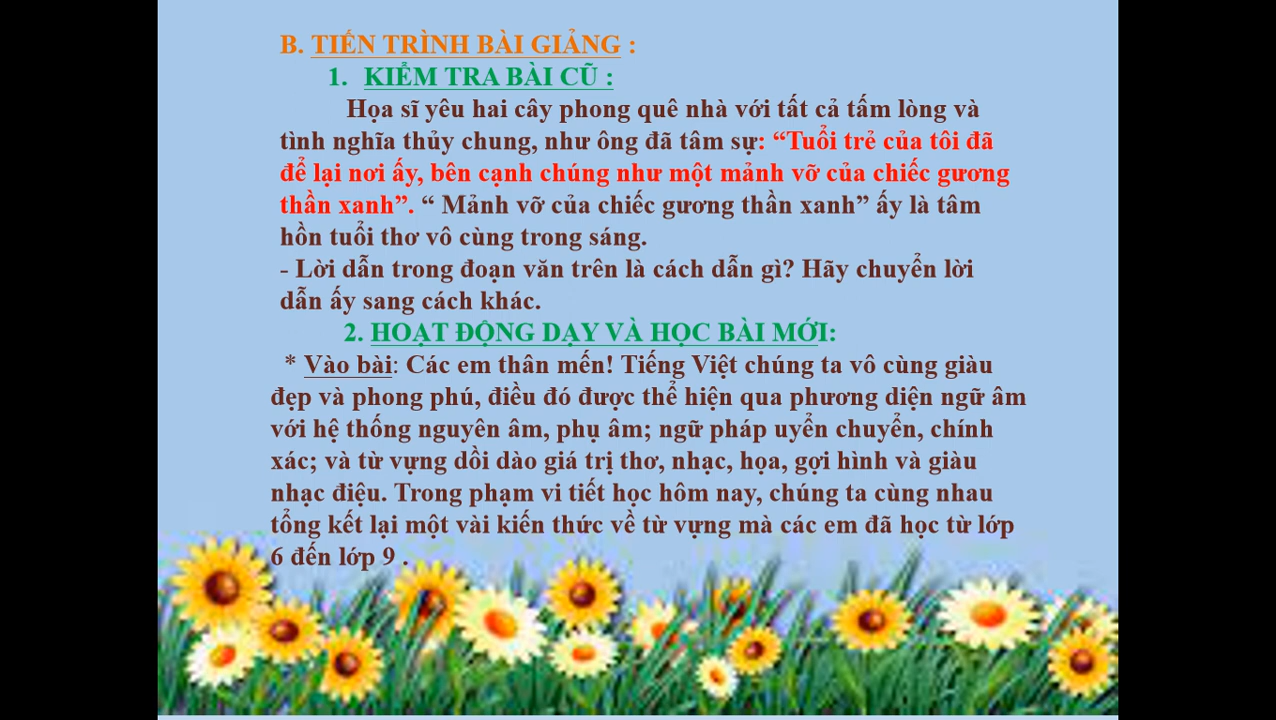 B. TIẾN TRÌNH BÀI GIẢNG :
1. KIỂM TRA BÀI CŨ :
Họa sĩ yêu hai cây phong quê nhà với tất cả tấm lòng và
tình nghĩa thủy chung, như ông đã tâm sự: “Tuổi trẻ của tôi đã
để lại nơi ấy, bên cạnh chúng như một mảnh vỡ của chiếc gương
thần xanh”. “ Mảnh vỡ của chiếc gương thần xanh” ấy là tâm
hồn tuổi thơ vô cùng trong sáng.
- Lời dẫn trong đoạn văn trên là cách dẫn gì? Hãy chuyển lời
dẫn ấy sang cách khác.
2. HOẠT ĐỘNG DẠY VÀ HỌC BÀI MỚI:
* Vào bài: Các em thân mến! Tiếng Việt chúng ta vô cùng giàu
đẹp và phong phú, điều đó được thể hiện qua phương diện ngữ âm
với hệ thống nguyên âm, phụ âm; ngữ pháp uyển chuyển, chính
xác; và từ vựng dồi dào giá trị thơ, nhạc, họa, gợi hình và giàu
nhạc điệu. Trong phạm vi tiết học hôm nay, chúng ta cùng nhau
tổng kết lại một vài kiến thức về từ vựng mà các em đã học từ lớp
6 đến lớp 9 .